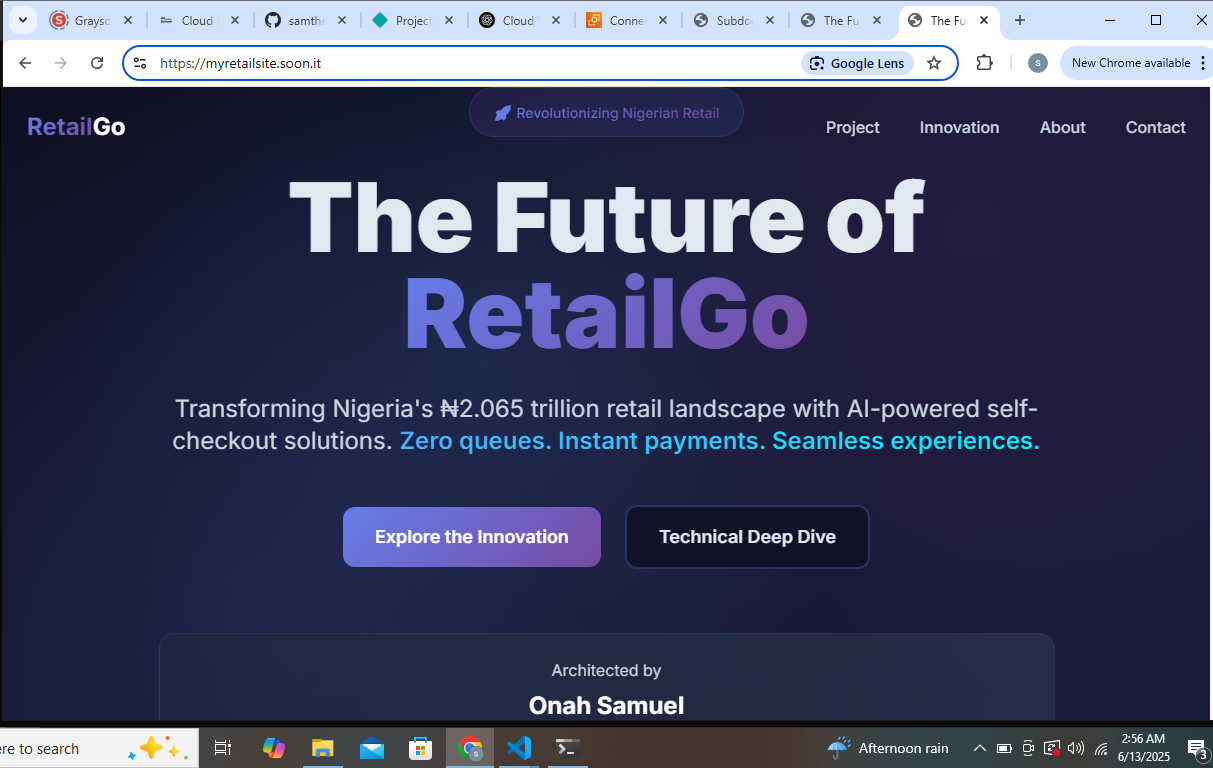 Graysc
Cloud
samtho
Project
Cloud
Conne
Subdo
The Fu
The Fu
https://myretailsite.soon.it
Google Lens
s
New Chrome available
RetailGo
Revolutionizing Nigerian Retail
Project
Innovation
About
Contact
The Future of
RetailGo
Transforming Nigeria's ₦2.065 trillion retail landscape with AI-powered self-
checkout solutions. Zero queues. Instant payments. Seamless experiences.
Explore the Innovation
Technical Deep Dive
Architected by
Onah Samuel
ere to search
Afternoon rain
2:56 AM
6/13/2025
3